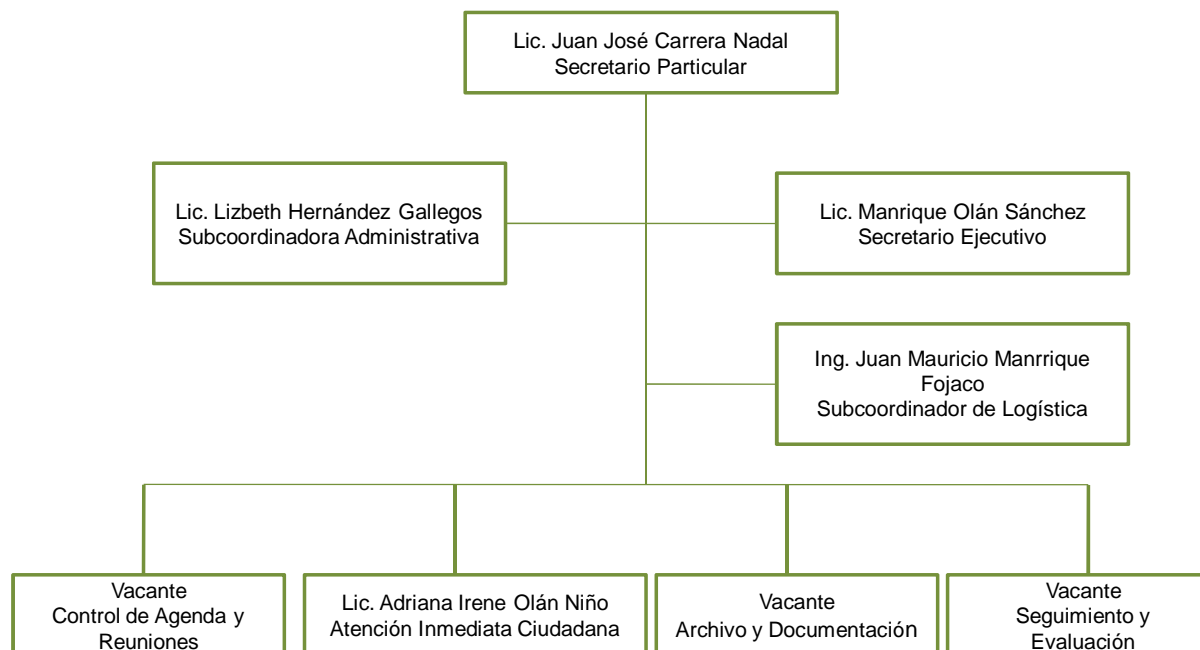 Lic. Juan José Carrera Nadal
Secretario Particular
Lic. Lizbeth Hernández Gallegos
Subcoordinadora Administrativa
Lic. Manrique Olán Sánchez
Secretario Ejecutivo
Ing. Juan Mauricio Manrrique
Fojaco
Subcoordinador de Logística
Vacante
Control de Agenda y
Reuniones
Lic. Adriana Irene Olán Niño
Atención Inmediata Ciudadana
Vacante
Archivo y Documentación
Vacante
Seguimiento y
Evaluación